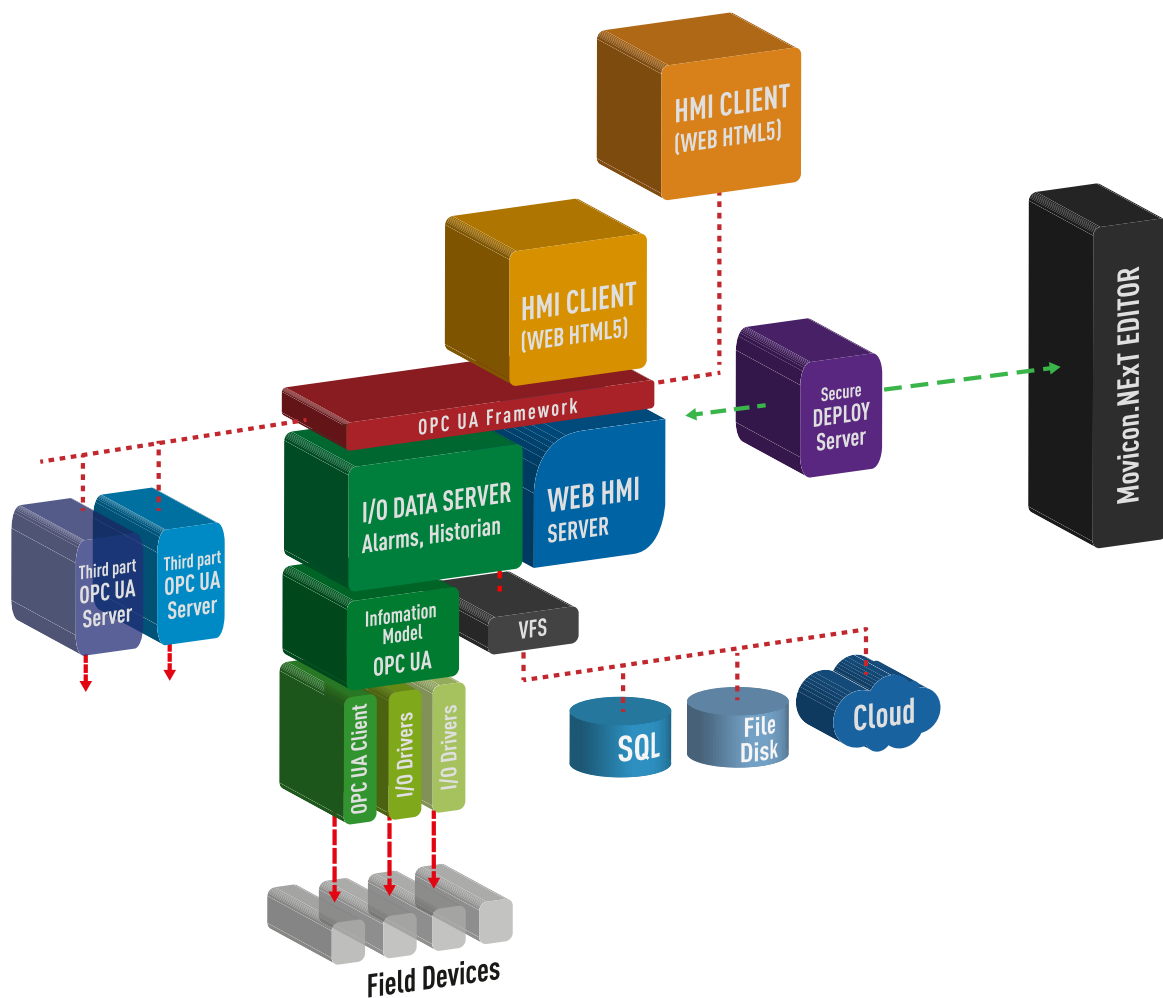 HMI CLIENT
(WEB HTML5)
HMI CLIENT
(WEB HTML5)
Movicon.NExT EDITOR
Secure
DEPLOY
Server
OPC UA Framework
I/O DATA SERVER
Alarms, Historian
WEB HMI
SERVER
Third part
OPC UA
Server
Third part
OPC UA
Server
Infomation
Model
OPC UA
VFS
OPC UA Client
I/O Drivers
I/O Drivers
SQL
File
Disk
Cloud
Field Devices